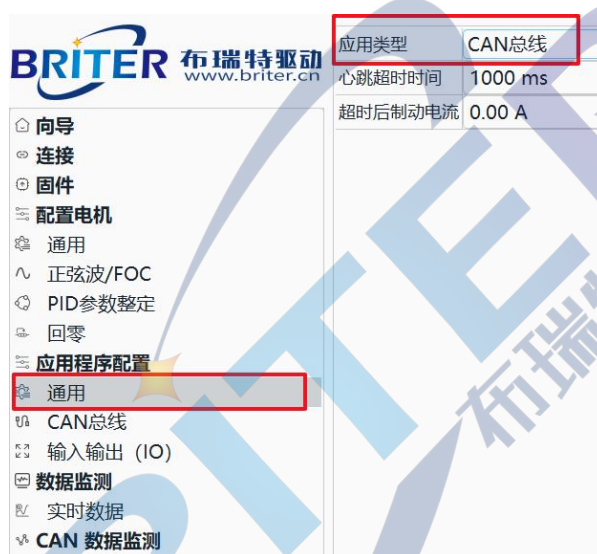 BRITER 布瑞特驱动
www.briter.cn
向导
连接
固件
配置电机
通用
正弦波/FOC
PID参数整定
回零
应用程序配置
通用
CAN总线
输入输出（IO）
数据监测
实时数据
CAN 数据监测
应用类型 CAN总线
心跳超时时间 1000 ms
超时后制动电流 0.00 A
布瑞